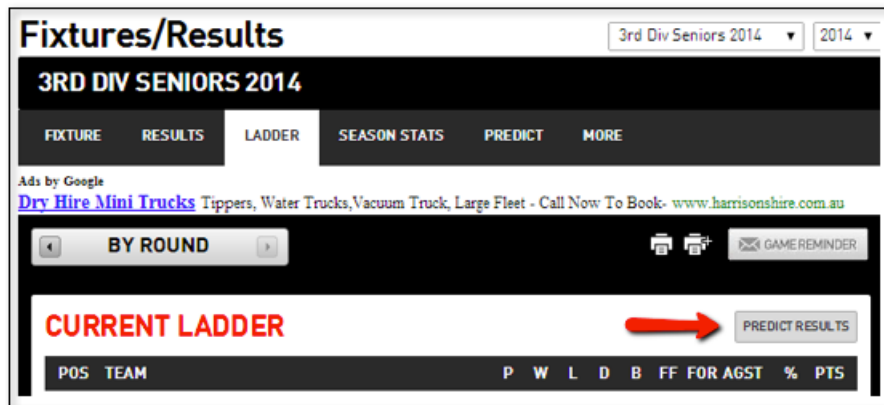 Fixtures/Results
3rd Div Seniors 2014 2014
3RD DIV SENIORS 2014
FIXTURE RESULTS LADDER SEASON STATS PREDICT MORE
Ads by Google
Dry Hire Mini Trucks Tippers, Water Trucks,Vacuum Truck, Large Fleet - Call Now To Book- www.harrisonshire.com.au
BY ROUND
GAME REMINDER
CURRENT LADDER
PREDICT RESULTS
POS TEAM P W L D B FF FOR AGST % PTS